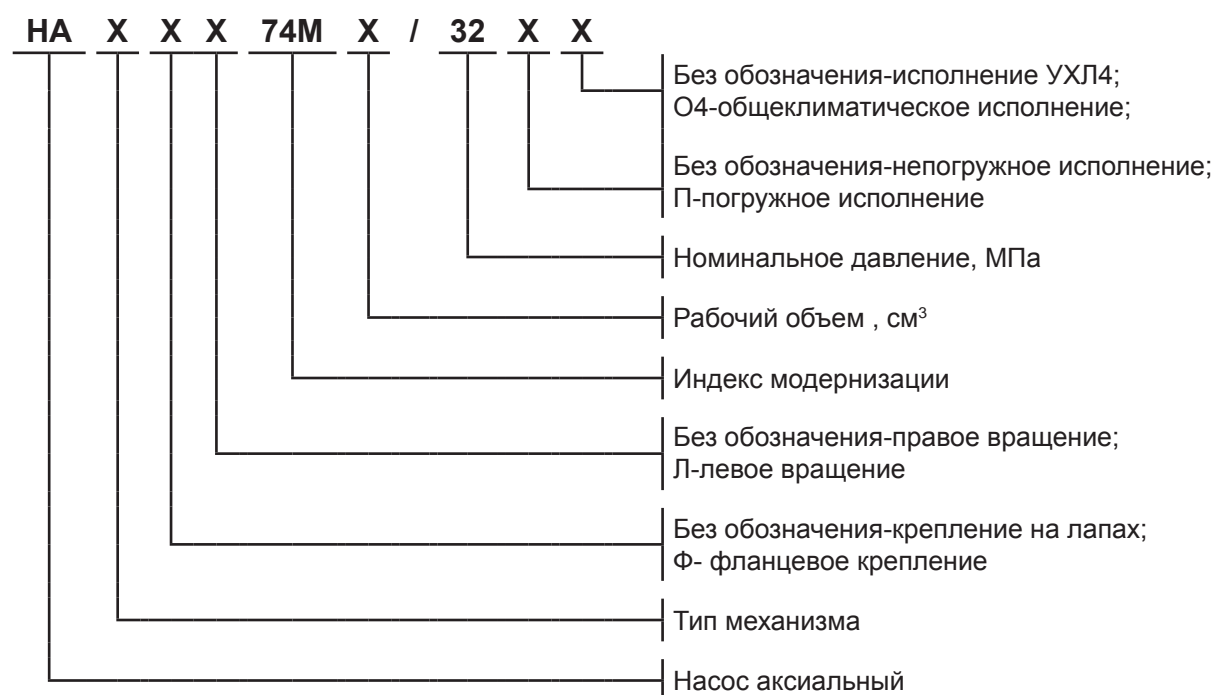 НА Х Х Х 74М Х / 32 Х Х
Без обозначения-исполнение УХЛ4;
О4-общеклиматическое исполнение;
Без обозначения-непогружное исполнение;
П-погружное исполнение
Номинальное давление, МПа
Рабочий объем , см³
Индекс модернизации
Без обозначения-правое вращение;
Л-левое вращение
Без обозначения-крепление на лапах;
Ф- фланцевое крепление
Тип механизма
Насос аксиальный